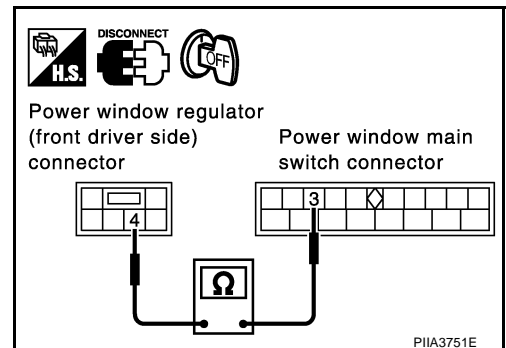 DISCONNECT
H.S.
OFF
Power window regulator
(front driver side)
connector
Power window main
switch connector
3
4
Ω
PIIA3751E